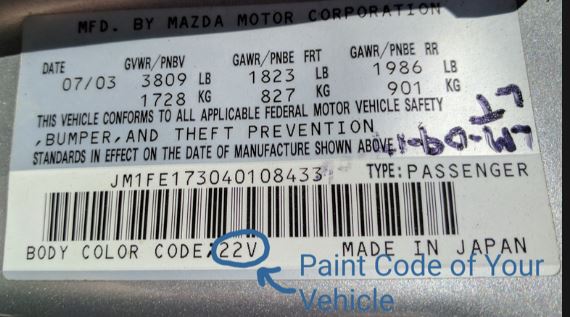 MFD. BY MAZDA MOTOR CORPORATION
DATE GVWR/PNBV GAWR/PNBE FRT GAWR/PNBE RR
07/03 3809 LB 1823 LB 1986 LB
1728 KG 827 KG 901 KG
THIS VEHICLE CONFORMS TO ALL APPLICABLE FEDERAL MOTOR VEHICLE SAFETY
,BUMPER,AND THEFT PREVENTION
STANDARDS IN EFFECT ON THE DATE OF MANUFACTURE SHOWN ABOVE
JM1FE173040108433 TYPE:PASSENGER
BODY COLOR CODE 22V MADE IN JAPAN
Paint Code of Your
Vehicle